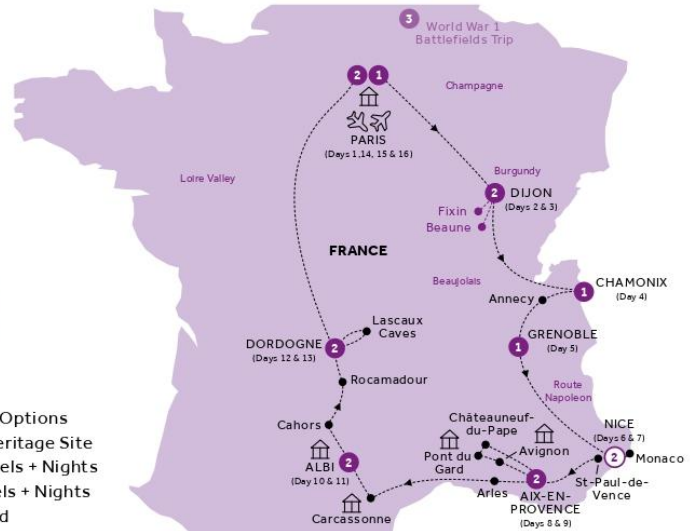 3
World War 1
Battlefields Trip
2 1
Champagne
PARIS
(Days 1,14, 15 & 16)
Loire Valley
Burgundy
2 DIJON
(Days 2 & 3)
Fixin
Beaune
FRANCE
Beaujolais
CHAMONIX
1
(Day 4)
Annecy
Lascaux
Caves
GRENOBLE
1
(Day 5)
DORDOGNE
2
(Days 12 & 13)
Rocamadour
Route
Napoleon
Options
eritage Site
els + Nights
els + Nights
d
Cahors
Châteauneuf-
du-Pape
NICE
(Days 6 & 7)
2
Monaco
Avignon
Pont du
Gard
St-Paul-de-
Vence
ALBI
2
(Day 10 & 11)
2
Arles
AIX-EN-
PROVENCE
(Days 8 & 9)
Carcassonne